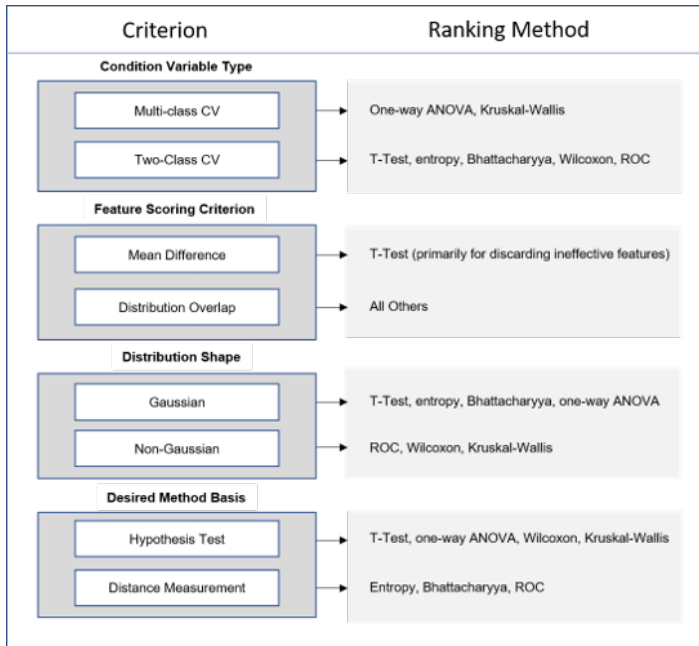 Criterion Ranking Method
Condition Variable Type
Multi-class CV One-way ANOVA, Kruskal-Wallis
Two-Class CV T-Test, entropy, Bhattacharyya, Wilcoxon, ROC
Feature Scoring Criterion
Mean Difference T-Test (primarily for discarding ineffective features)
Distribution Overlap All Others
Distribution Shape
Gaussian T-Test, entropy, Bhattacharyya, one-way ANOVA
Non-Gaussian ROC, Wilcoxon, Kruskal-Wallis
Desired Method Basis
Hypothesis Test T-Test, one-way ANOVA, Wilcoxon, Kruskal-Wallis
Distance Measurement Entropy, Bhattacharyya, ROC